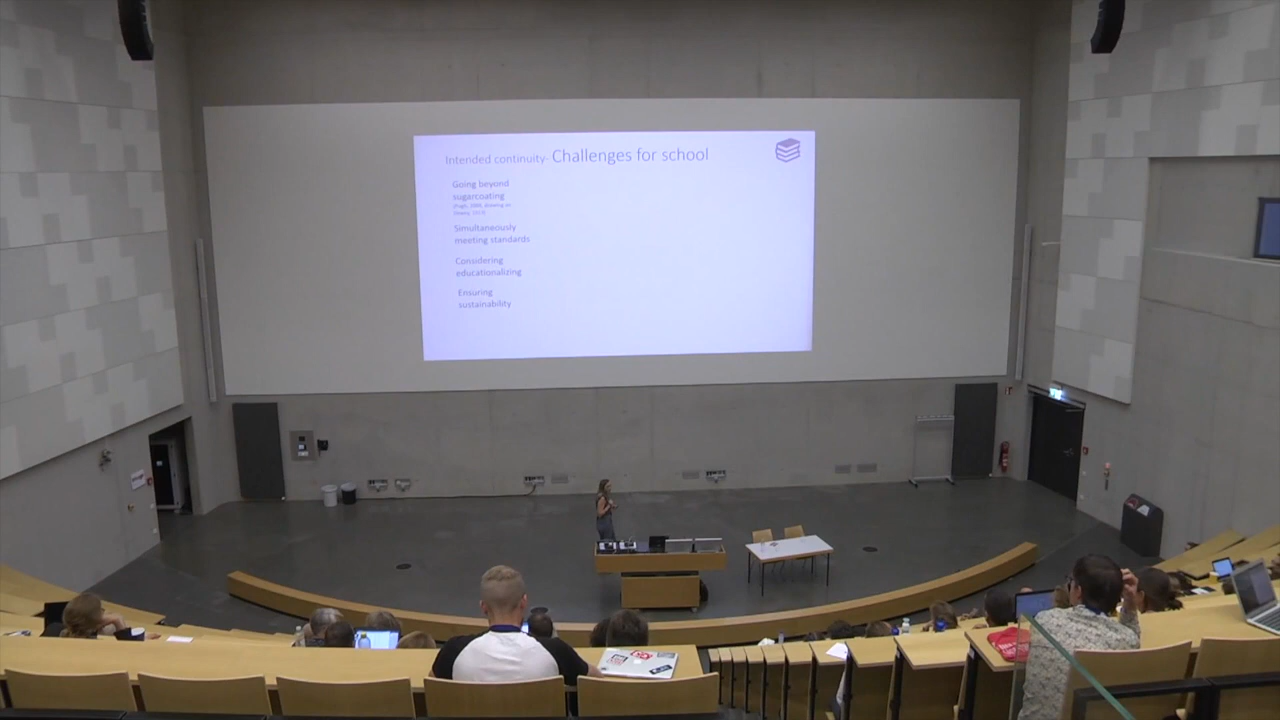 Intended continuity- Challenges for school
Going beyond
sugarcoating
Simultaneously
meeting standards
Considering
educationalizing
Ensuring
sustainability